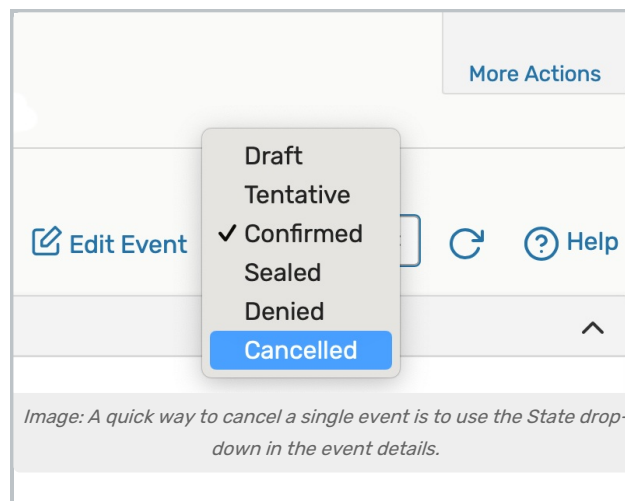 More Actions
Draft
Tentative
Confirmed
Sealed
Denied
Cancelled
Edit Event
Help
Image: A quick way to cancel a single event is to use the State drop-
down in the event details.